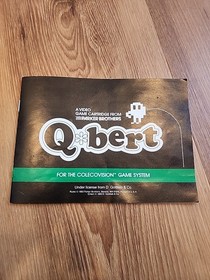 A VIDEO
GAME CARTRIDGE FROM
PARKER BROTHERS
Q*bert
FOR THE COLECOVISION™ GAME SYSTEM
Under license from D. Gottlieb & Co.